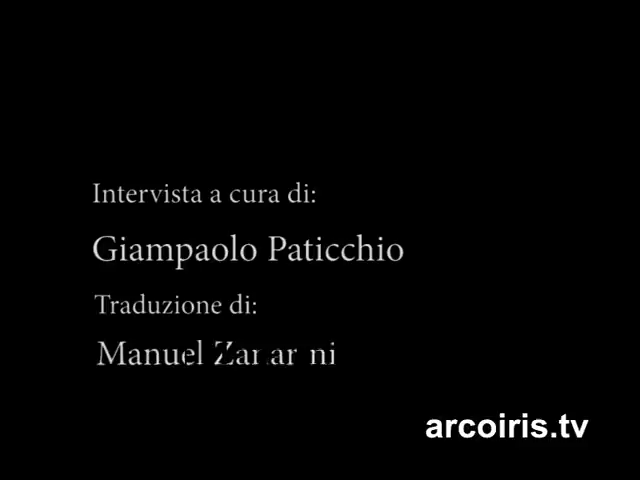 Intervista a cura di:
Giampaolo Paticchio
Traduzione di:
Manuel
arcoiris.tv